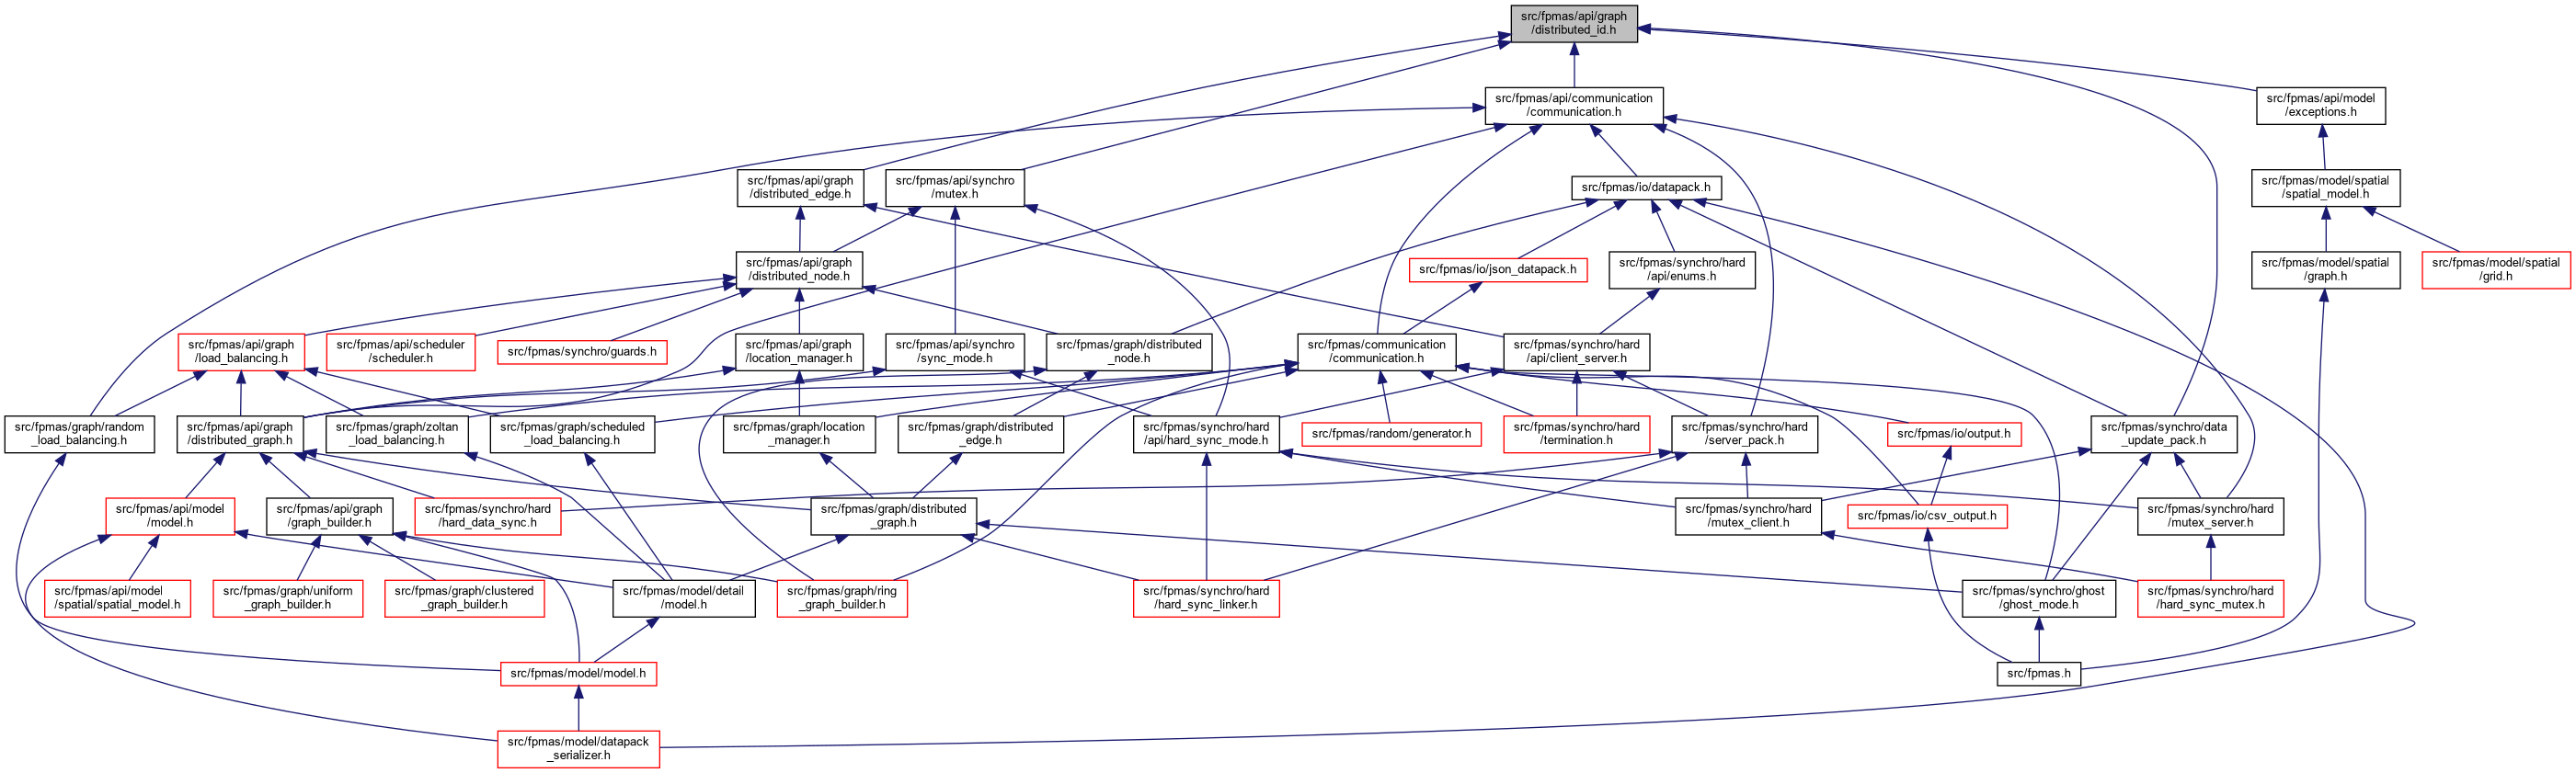 src/fpmas/api/graph
/distributed_id.h
src/fpmas/api/communication
/communication.h
src/fpmas/api/model
/exceptions.h
src/fpmas/api/graph
/distributed_edge.h
src/fpmas/api/synchro
/mutex.h
src/fpmas/io/datapack.h
src/fpmas/model/spatial
/spatial_model.h
src/fpmas/api/graph
/distributed_node.h
src/fpmas/io/json_datapack.h
src/fpmas/synchro/hard
/api/enums.h
src/fpmas/model/spatial
/graph.h
src/fpmas/model/spatial
/grid.h
src/fpmas/api/graph
/load_balancing.h
src/fpmas/api/scheduler
/scheduler.h
src/fpmas/synchro/guards.h
src/fpmas/api/graph
/location_manager.h
src/fpmas/api/synchro
/sync_mode.h
src/fpmas/graph/distributed
_node.h
src/fpmas/communication
/communication.h
src/fpmas/synchro/hard
/api/client_server.h
src/fpmas/graph/random
_load_balancing.h
src/fpmas/api/graph
/distributed_graph.h
src/fpmas/graph/zoltan
_load_balancing.h
src/fpmas/graph/scheduled
_load_balancing.h
src/fpmas/graph/location
_manager.h
src/fpmas/graph/distributed
_edge.h
src/fpmas/synchro/hard
/api/hard_sync_mode.h
src/fpmas/random/generator.h
src/fpmas/synchro/hard
/termination.h
src/fpmas/synchro/hard
/server_pack.h
src/fpmas/io/output.h
src/fpmas/synchro/data
_update_pack.h
src/fpmas/api/model
/model.h
src/fpmas/api/graph
/graph_builder.h
src/fpmas/synchro/hard
/hard_data_sync.h
src/fpmas/graph/distributed
_graph.h
src/fpmas/synchro/hard
/mutex_client.h
src/fpmas/io/csv_output.h
src/fpmas/synchro/hard
/mutex_server.h
src/fpmas/api/model
/spatial/spatial_model.h
src/fpmas/graph/uniform
_graph_builder.h
src/fpmas/graph/clustered
_graph_builder.h
src/fpmas/model/detail
/model.h
src/fpmas/graph/ring
_graph_builder.h
src/fpmas/synchro/hard
/hard_sync_linker.h
src/fpmas/synchro/ghost
/ghost_mode.h
src/fpmas/synchro/hard
/hard_sync_mutex.h
src/fpmas/model/model.h
src/fpmas.h
src/fpmas/model/datapack
_serializer.h